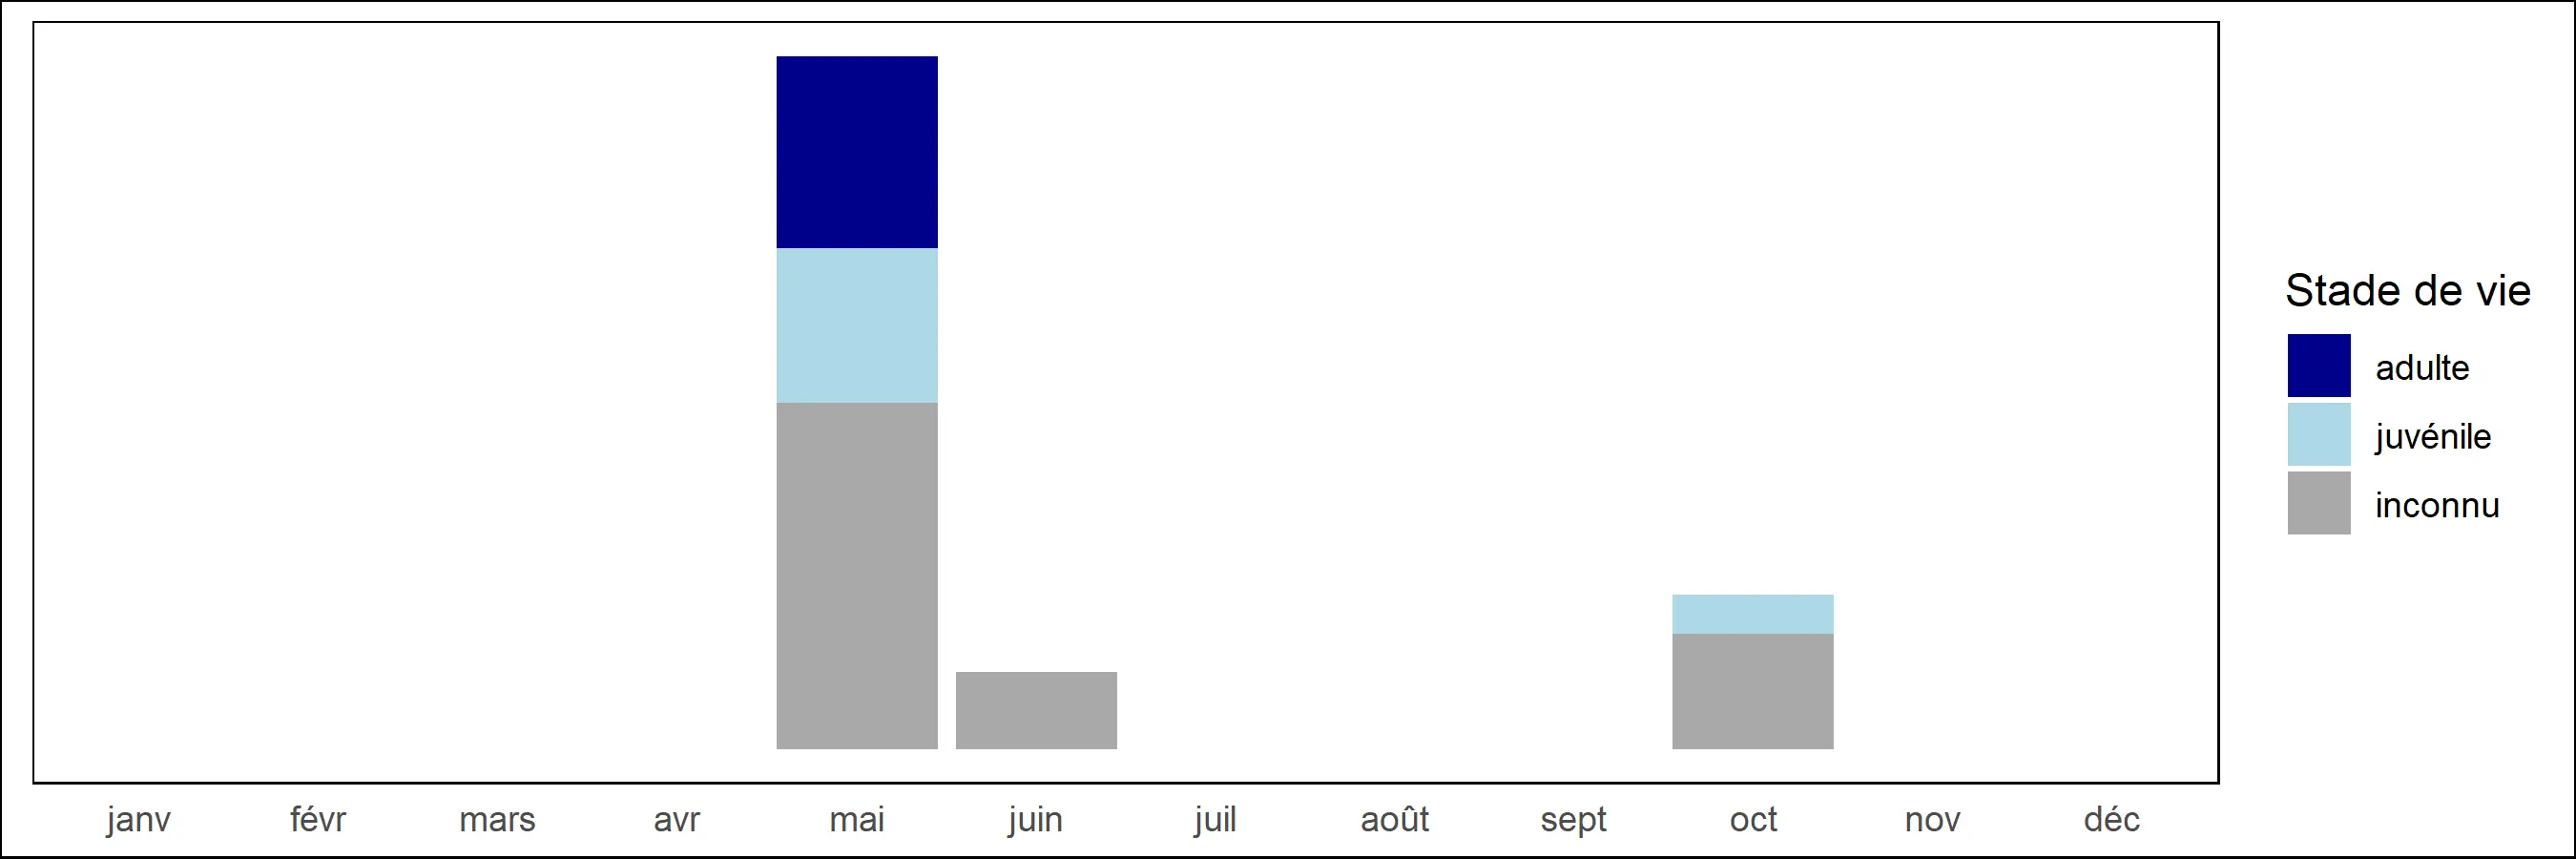 Stade de vie
adulte
juvénile
inconnu
janv févr mars avr mai juin juil août sept oct nov déc